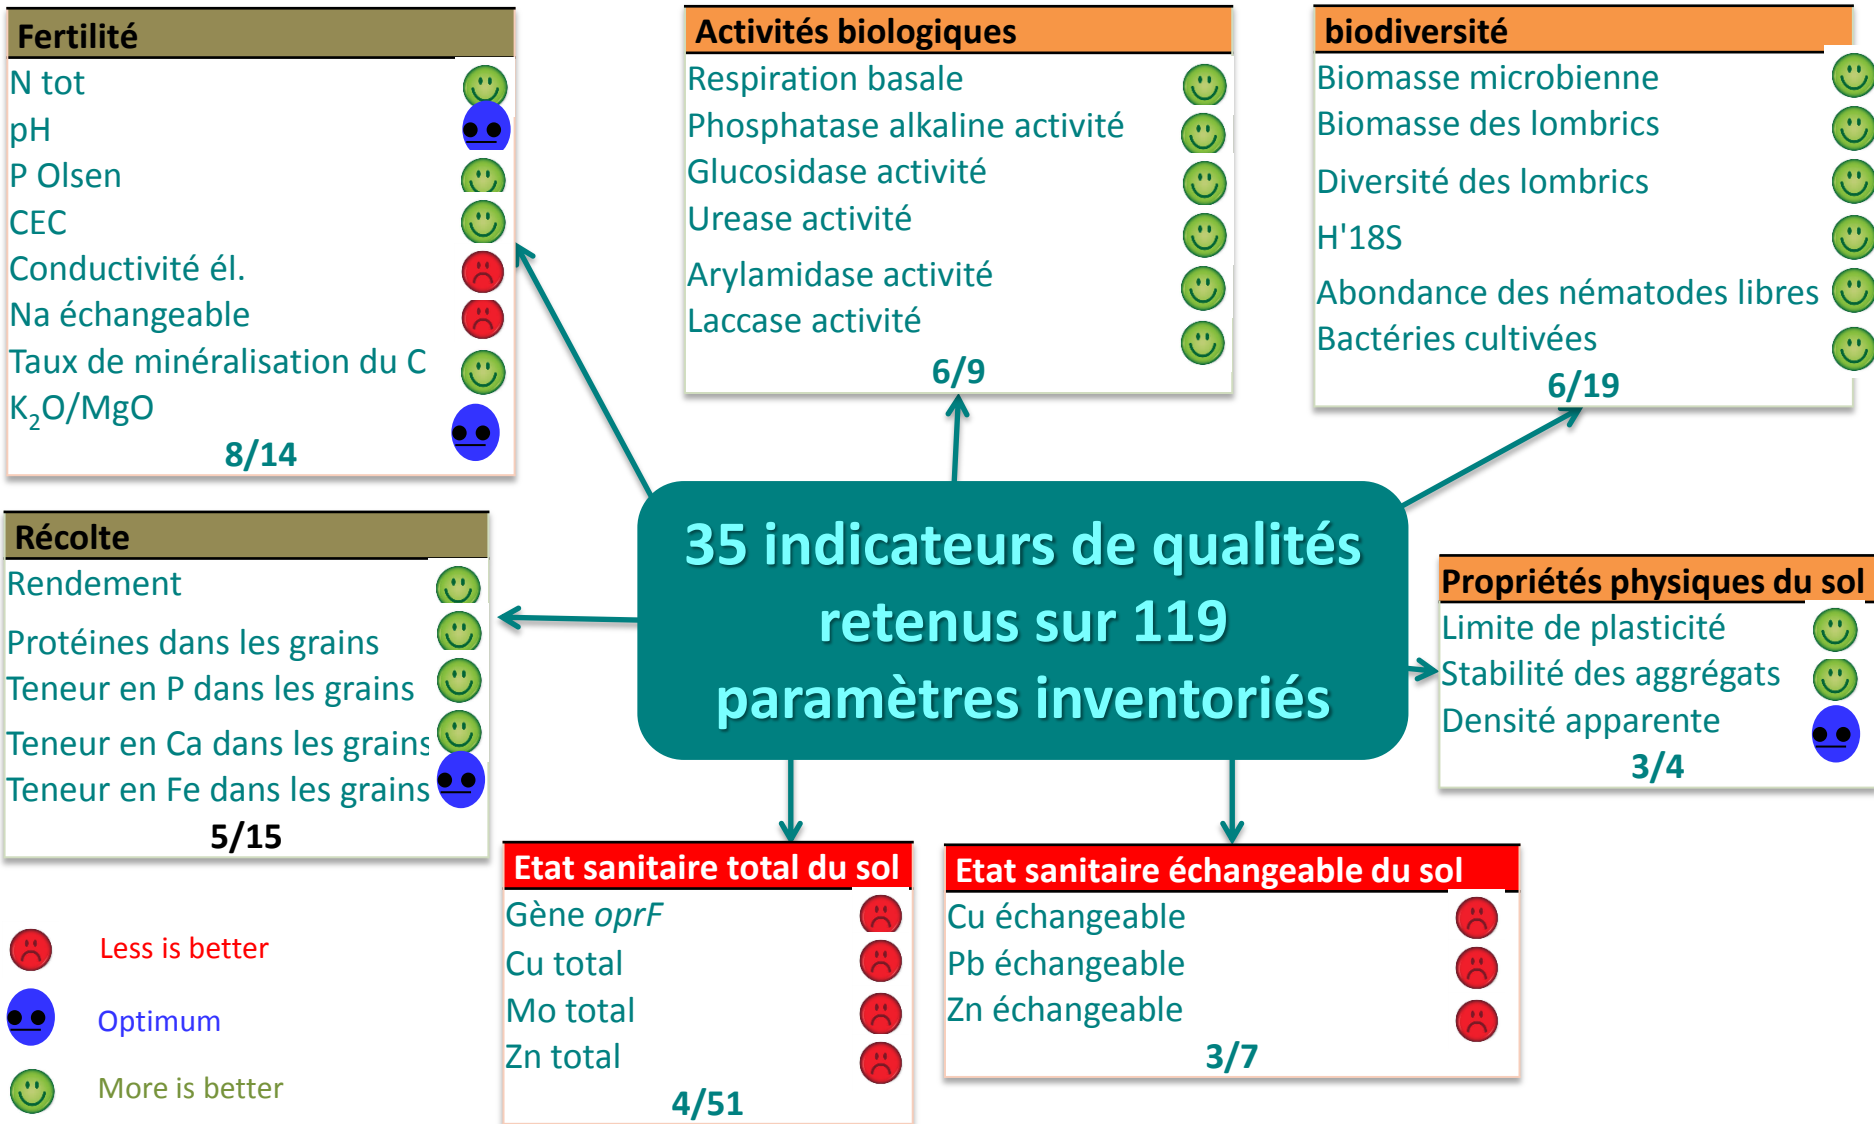 Fertilité
N tot
pH
P Olsen
CEC
Conductivité él.
Na échangeable
Taux de minéralisation du C
K₂O/MgO
8/14
Activités biologiques
Respiration basale
Phosphatase alkaline activité
Glucosidase activité
Urease activité
Arylamidase activité
Laccase activité
6/9
biodiversité
Biomasse microbienne
Biomasse des lombrics
Diversité des lombrics
H'18S
Abondance des nématodes libres
Bactéries cultivées
6/19
35 indicateurs de qualités
retenus sur 119
paramètres inventoriés
Récolte
Rendement
Protéines dans les grains
Teneur en P dans les grains
Teneur en Ca dans les grains
Teneur en Fe dans les grains
5/15
Propriétés physiques du sol
Limite de plasticité
Stabilité des aggrégats
Densité apparente
3/4
Etat sanitaire total du sol
Gène oprF
Cu total
Mo total
Zn total
4/51
Etat sanitaire échangeable du sol
Cu échangeable
Pb échangeable
Zn échangeable
3/7
Less is better
Optimum
More is better